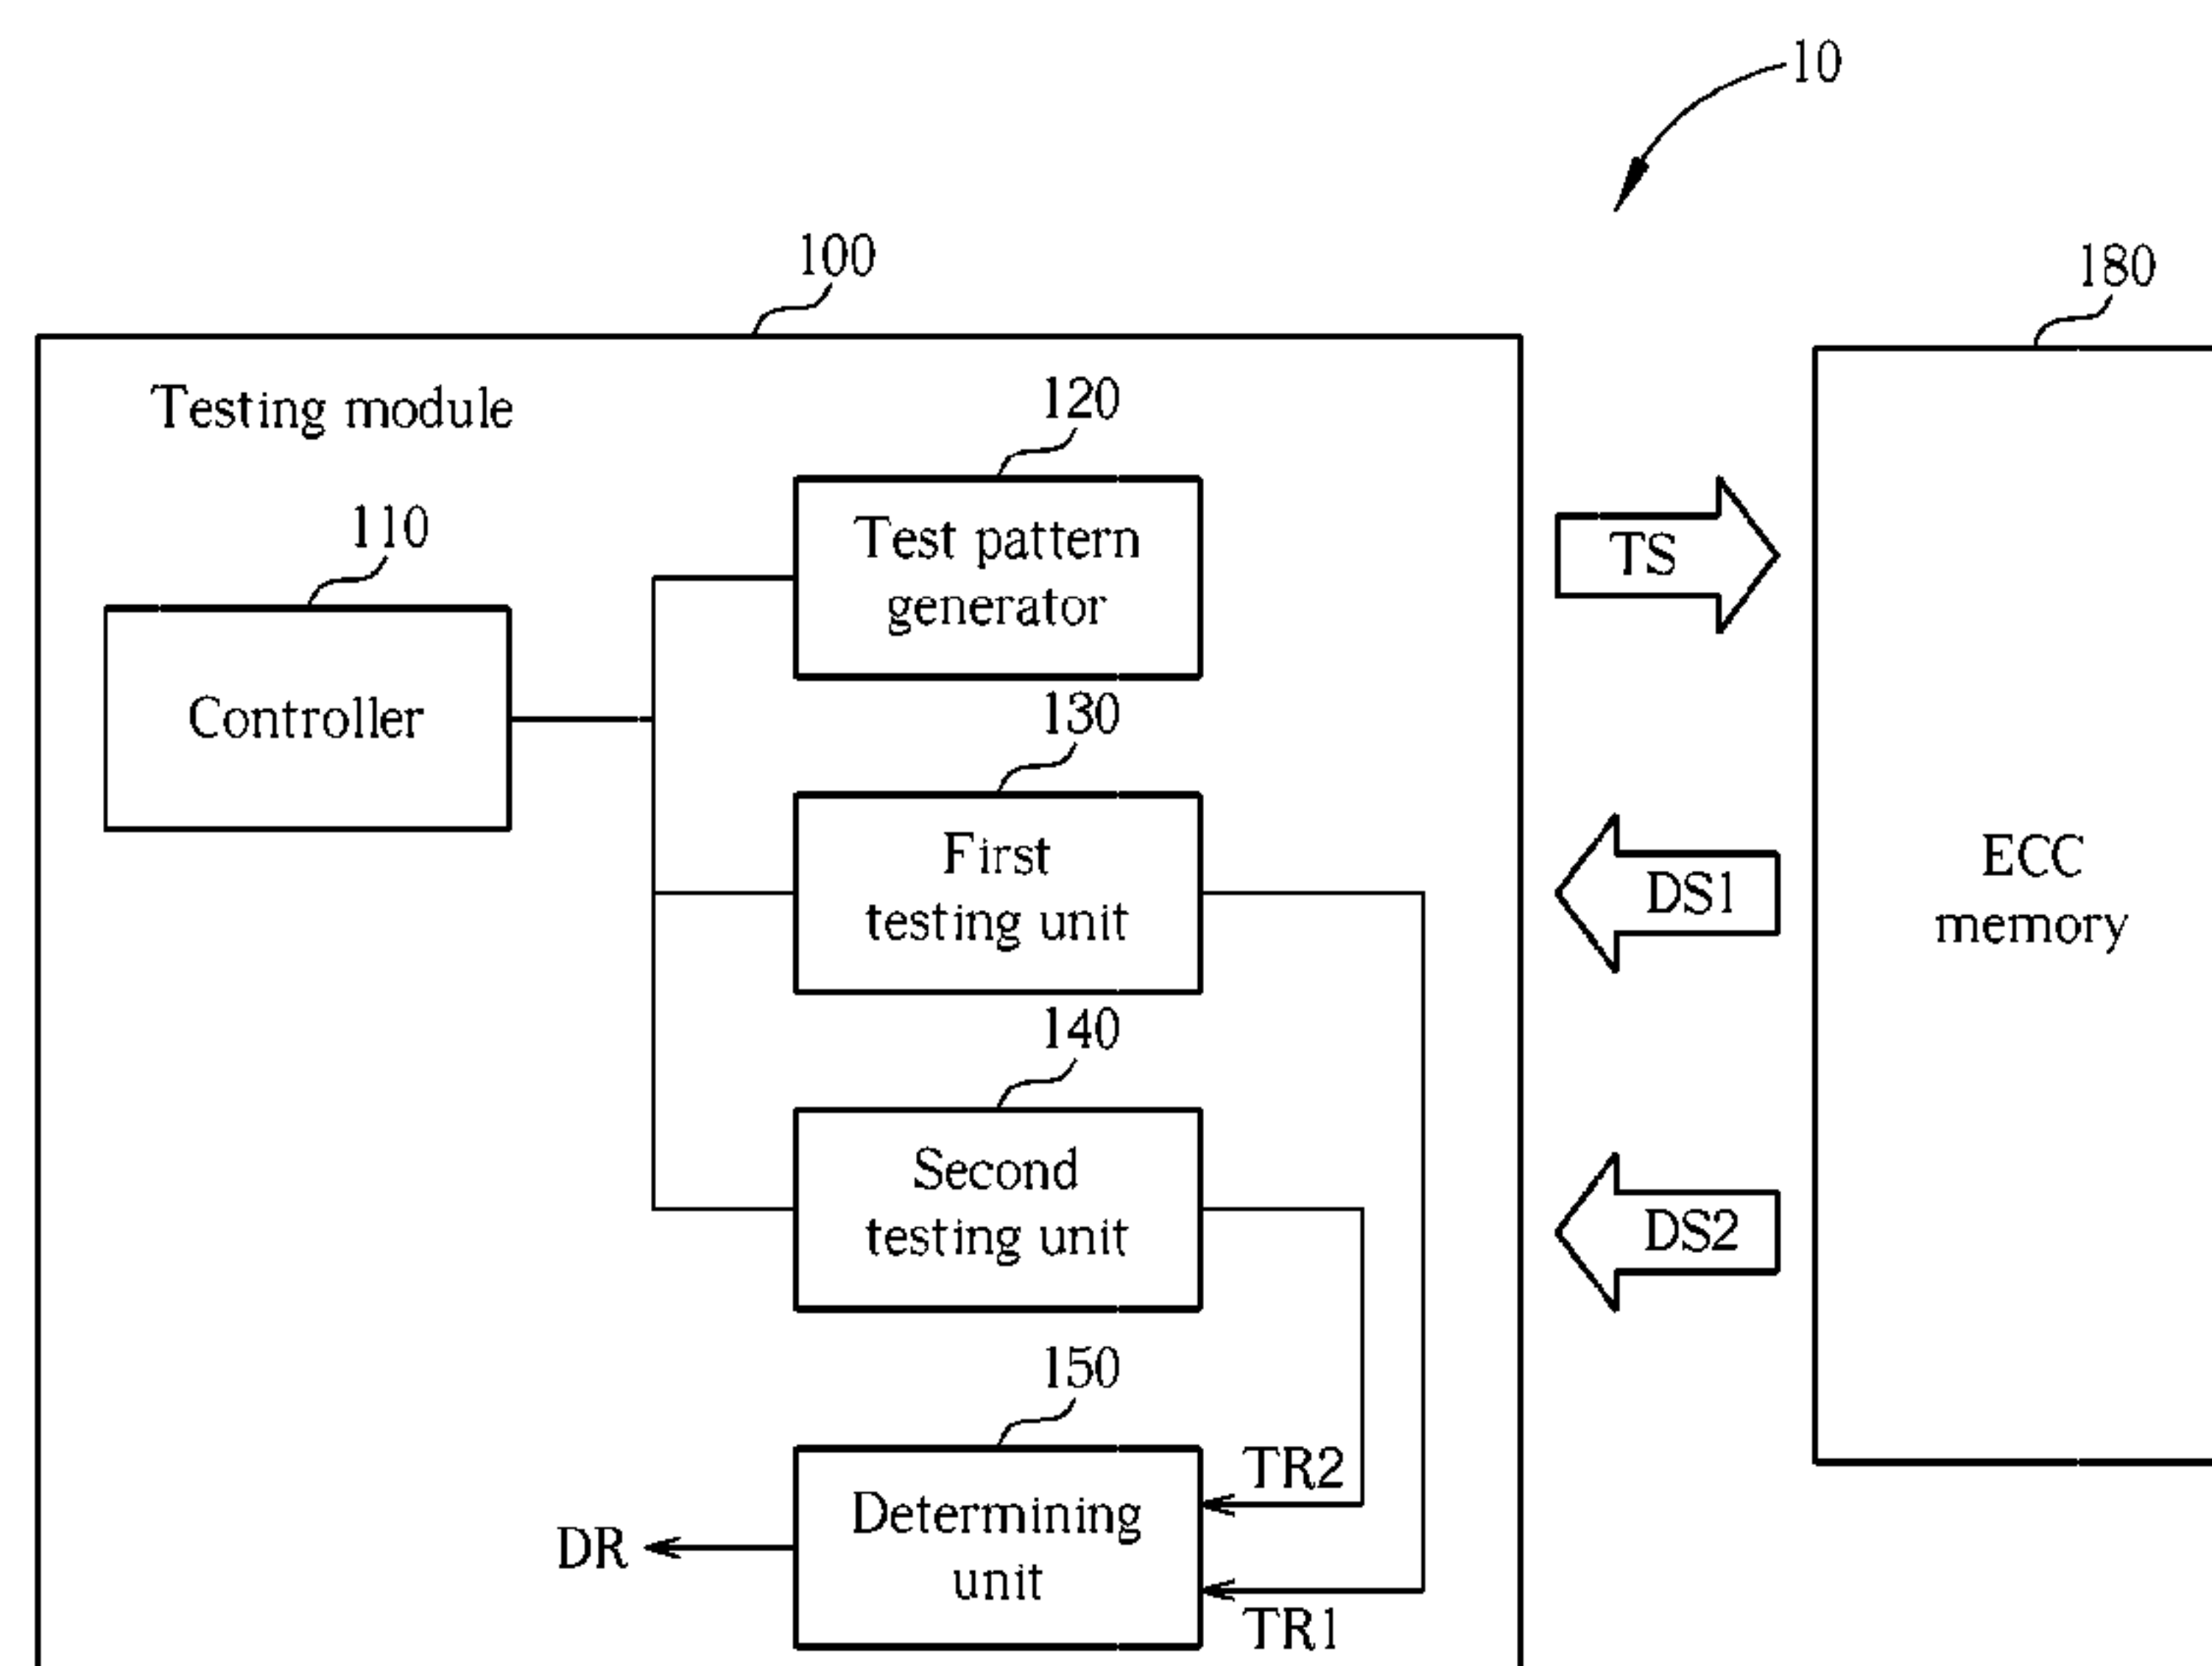 10
100
180
Testing module
120
110
Test pattern
generator
TS
Controller
130
First
testing unit
DS1
ECC
memory
140
Second
testing unit
DS2
150
TR2
Determining
unit
DR
TR1